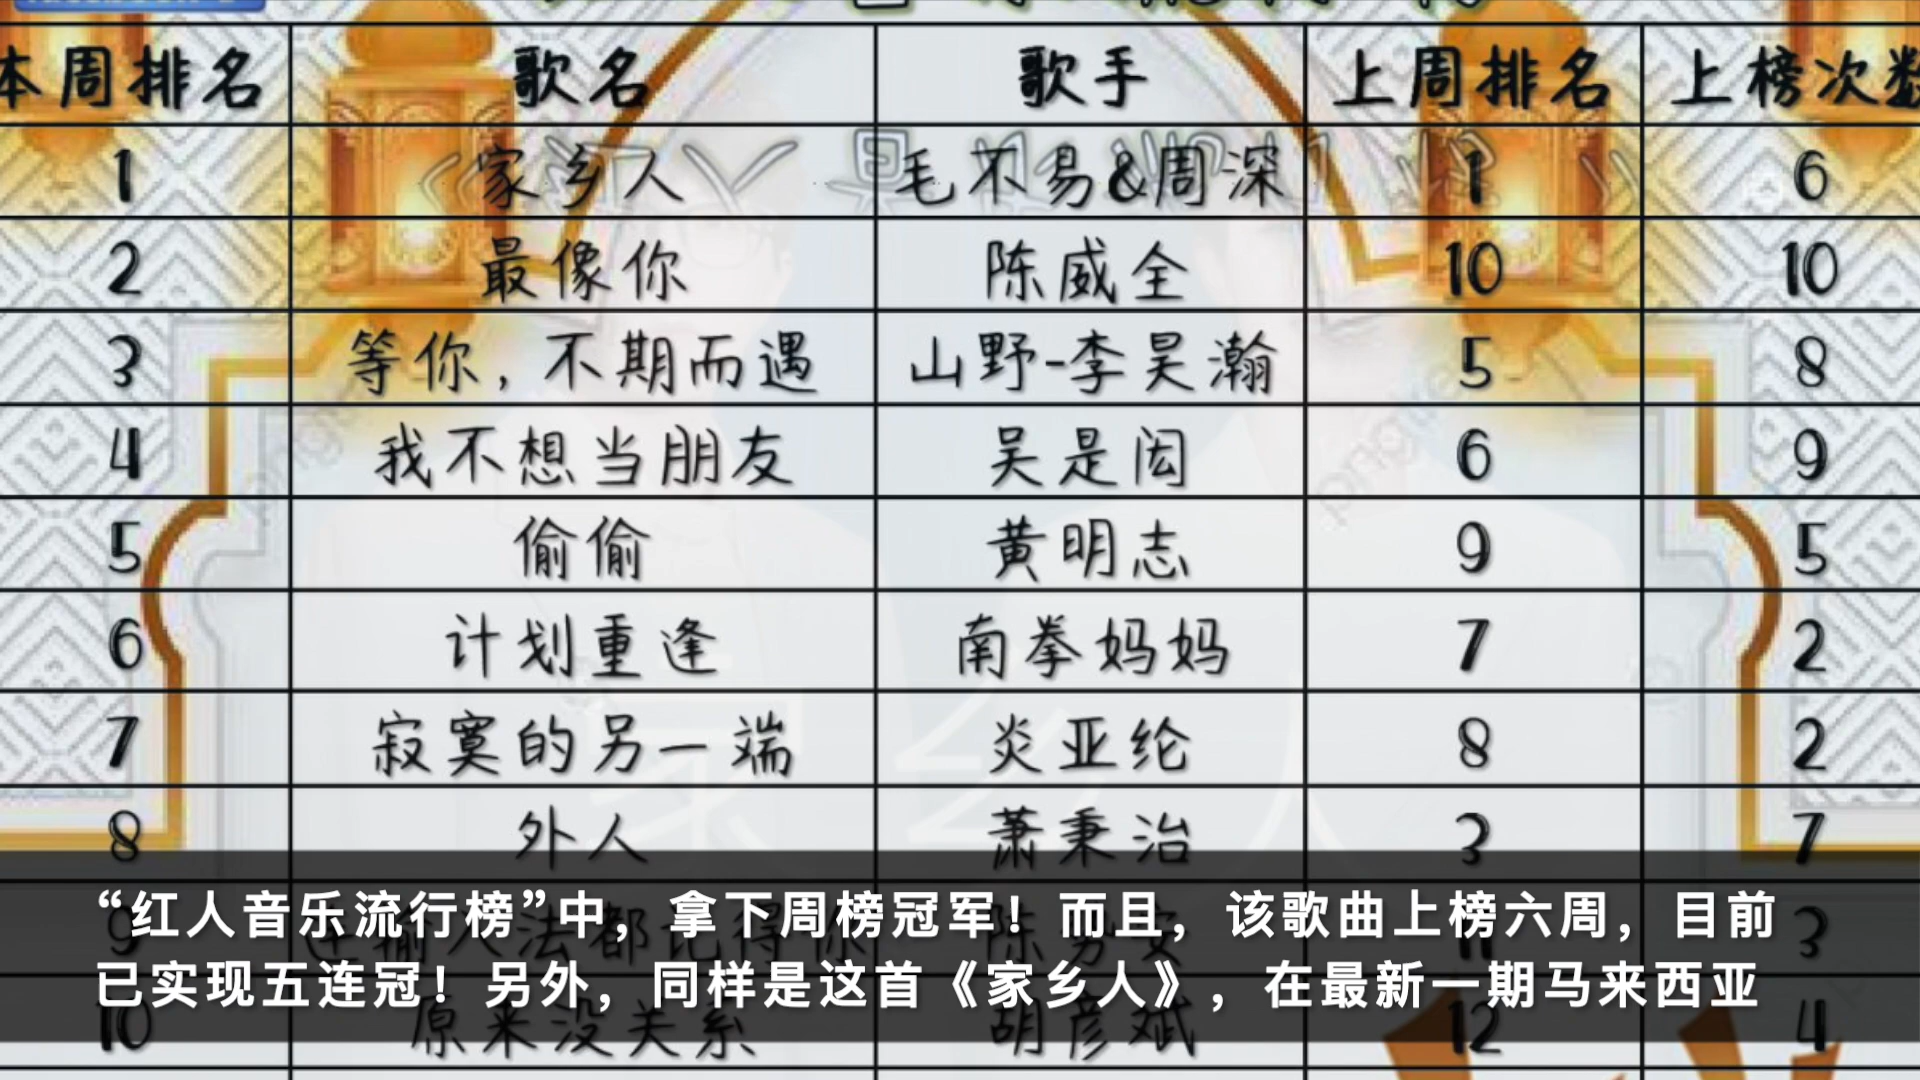 本周排名 歌名 歌手 上周排名 上榜次数
1 家乡人 毛不易&周深 1 6
2 最像你 陈威全 10 10
3 等你，不期而遇 山野-李昊瀚 5 8
4 我不想当朋友 吴是闳 6 9
5 偷偷 黄明志 9 5
6 计划重逢 南拳妈妈 7 2
7 寂寞的另一端 炎亚纶 8 2
8 外人 萧秉治 3 7
9 陈势安 11 3
10 原来没关系 胡彦斌 12 4
“红人音乐流行榜”中，拿下周榜冠军！而且，该歌曲上榜六周，目前
已实现五连冠！另外，同样是这首《家乡人》，在最新一期马来西亚